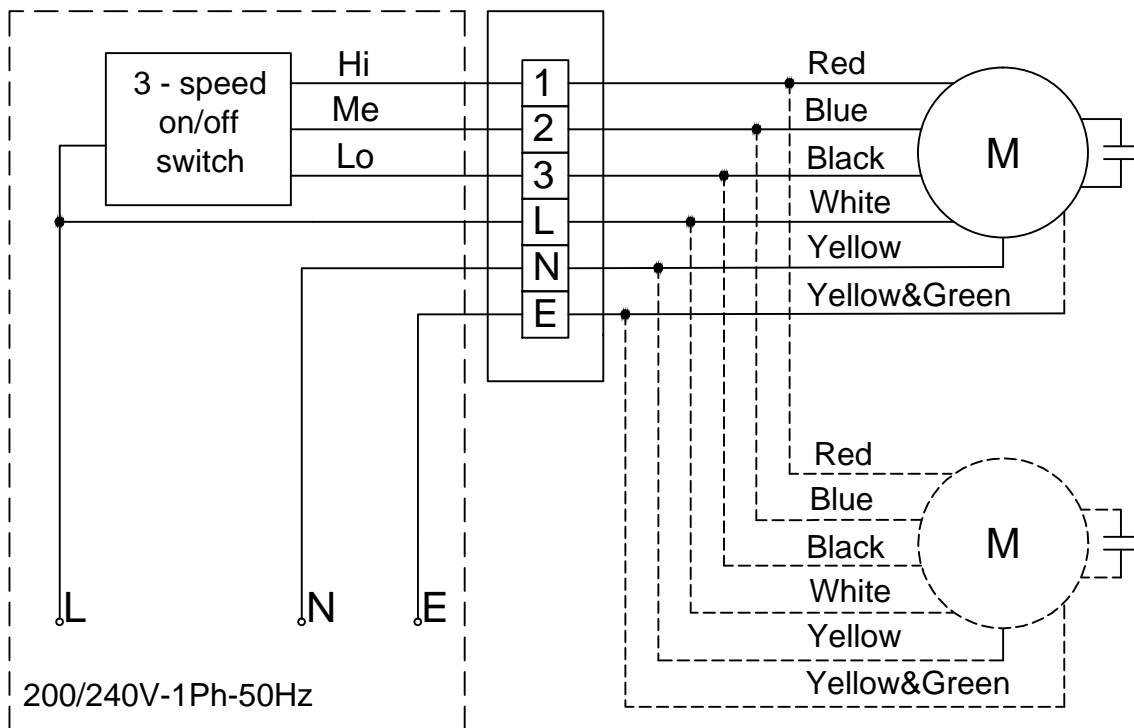 3 - speed
on/off
switch
Hi
Me
Lo
1
2
3
L
N
E
Red
Blue
Black
White
Yellow
Yellow&Green
M
Red
Blue
Black
White
Yellow
Yellow&Green
M
L
N
E
200/240V-1Ph-50Hz